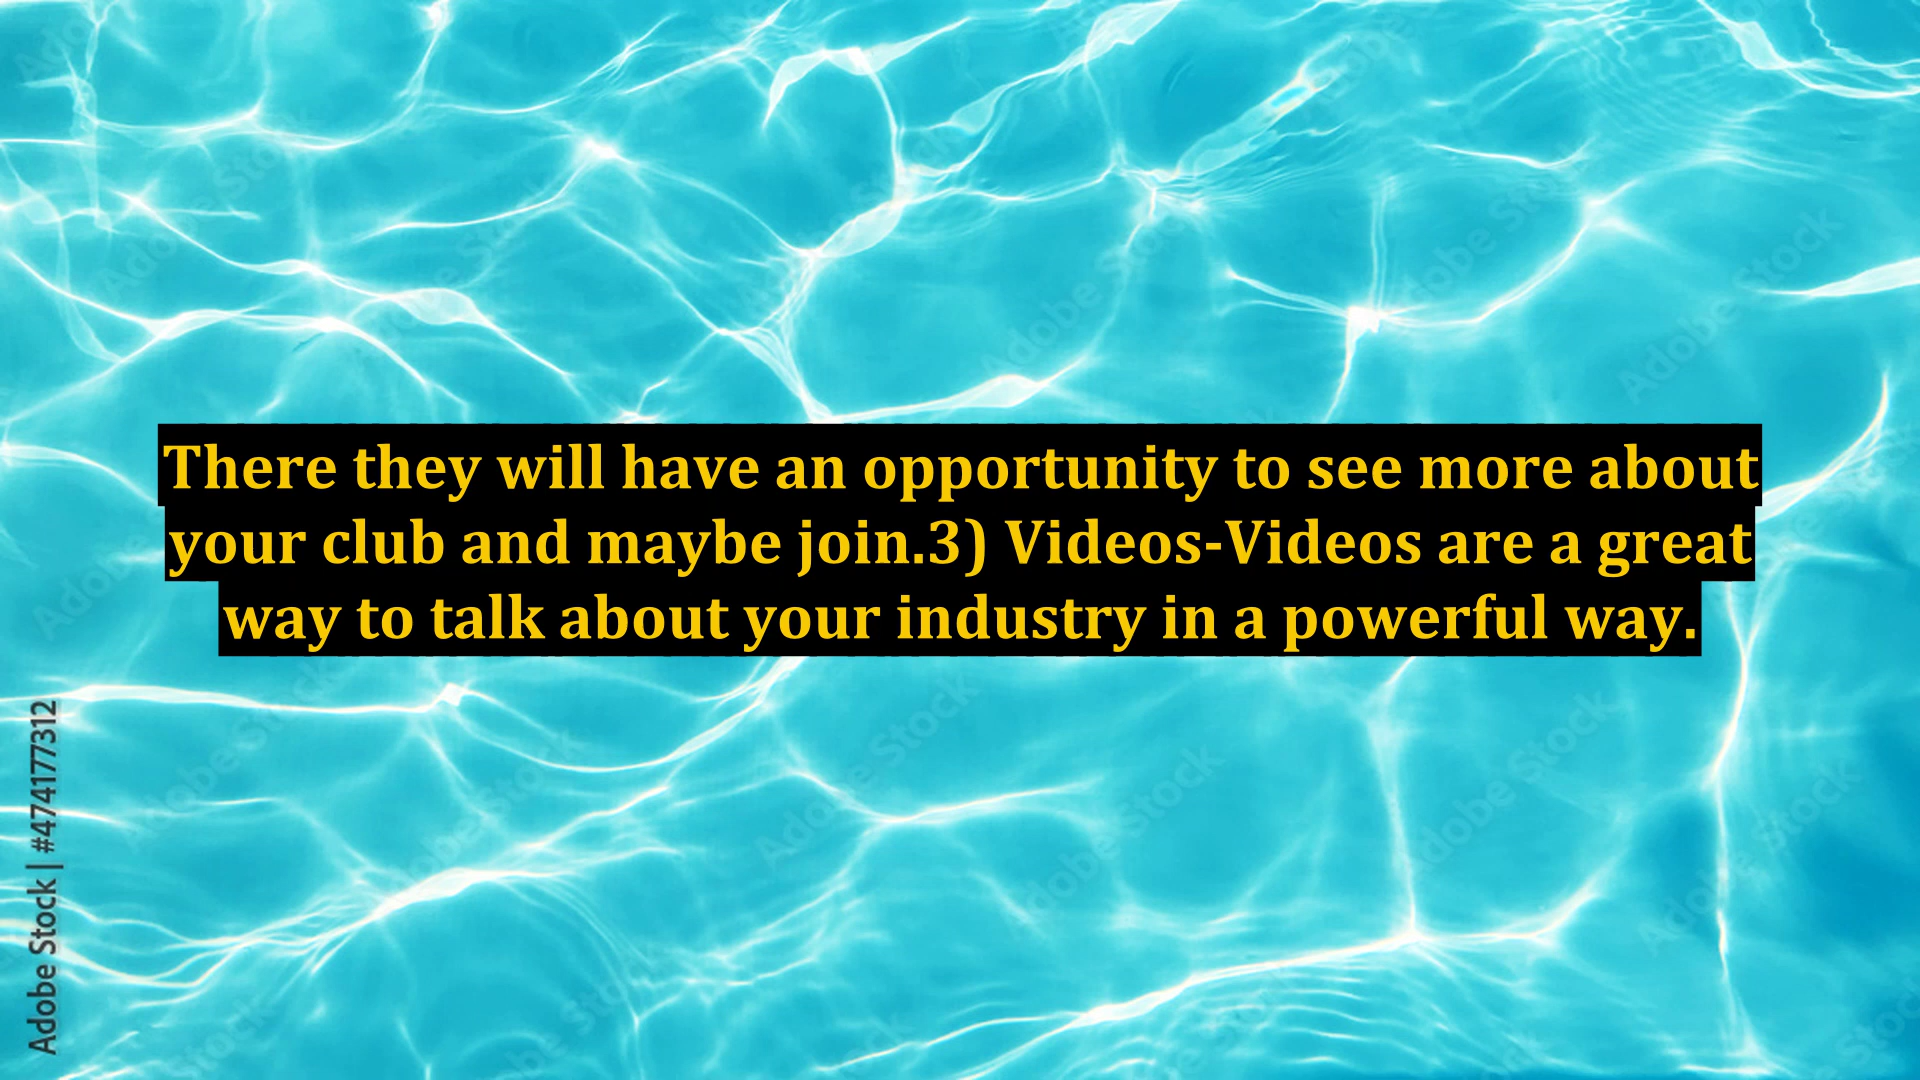 There they will have an opportunity to see more about
your club and maybe join.3) Videos-Videos are a great
way to talk about your industry in a powerful way.
Adobe Stock | #474177312